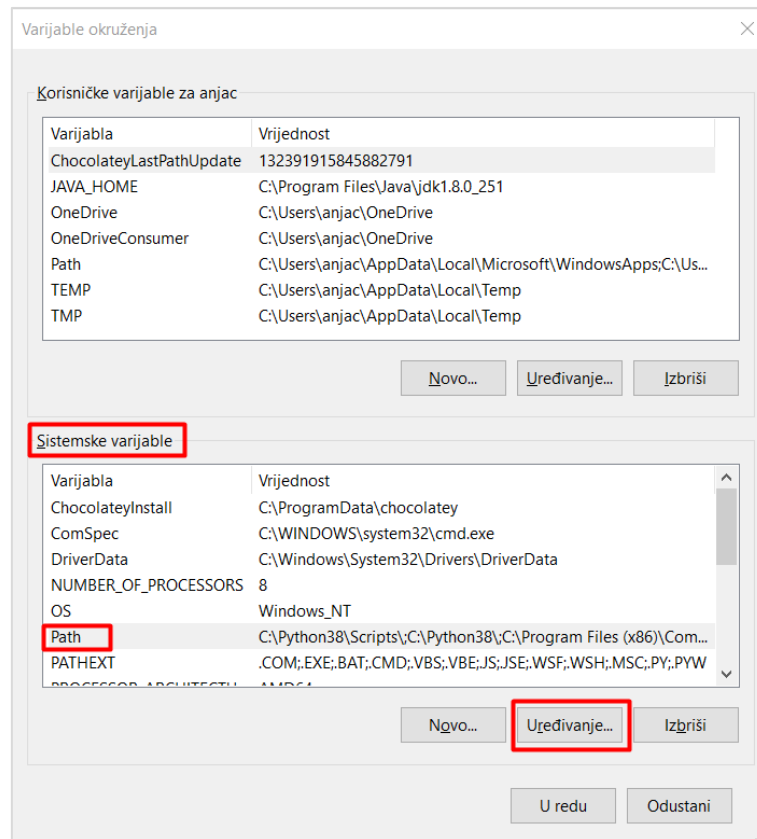 Varijable okruženja
Korisničke varijable za anjac
Varijabla Vrijednost
ChocolateyLastPathUpdate 132391915845882791
JAVA_HOME C:\Program Files\Java\jdk1.8.0_251
OneDrive C:\Users\anjac\OneDrive
OneDriveConsumer C:\Users\anjac\OneDrive
Path C:\Users\anjac\AppData\Local\Microsoft\WindowsApps;C:\Us...
TEMP C:\Users\anjac\AppData\Local\Temp
TMP C:\Users\anjac\AppData\Local\Temp
Novo... Uređivanje... Izbriši
Sistemske varijable
Varijabla Vrijednost
ChocolateyInstall C:\ProgramData\chocolatey
ComSpec C:\WINDOWS\system32\cmd.exe
DriverData C:\Windows\System32\Drivers\DriverData
NUMBER_OF_PROCESSORS 8
OS Windows_NT
Path C:\Python38\Scripts\;C:\Python38\;C:\Program Files (x86)\Com...
PATHEXT .COM;.EXE;.BAT;.CMD;.VBS;.VBE;.JS;.JSE;.WSF;.WSH;.MSC;.PY;.PYW
Novo... Uređivanje... Izbriši
U redu Odustani